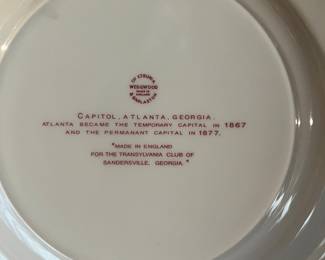 OF ETRURIA
WEDGWOOD
MADE IN
ENGLAND
& BARLASTON
CAPITOL, ATLANTA, GEORGIA.
ATLANTA BECAME THE TEMPORARY CAPITAL IN 1867
AND THE PERMANANT CAPITAL IN 1877.
"MADE IN ENGLAND
FOR THE TRANSYLVANIA CLUB OF
SANDERSVILLE, GEORGIA."